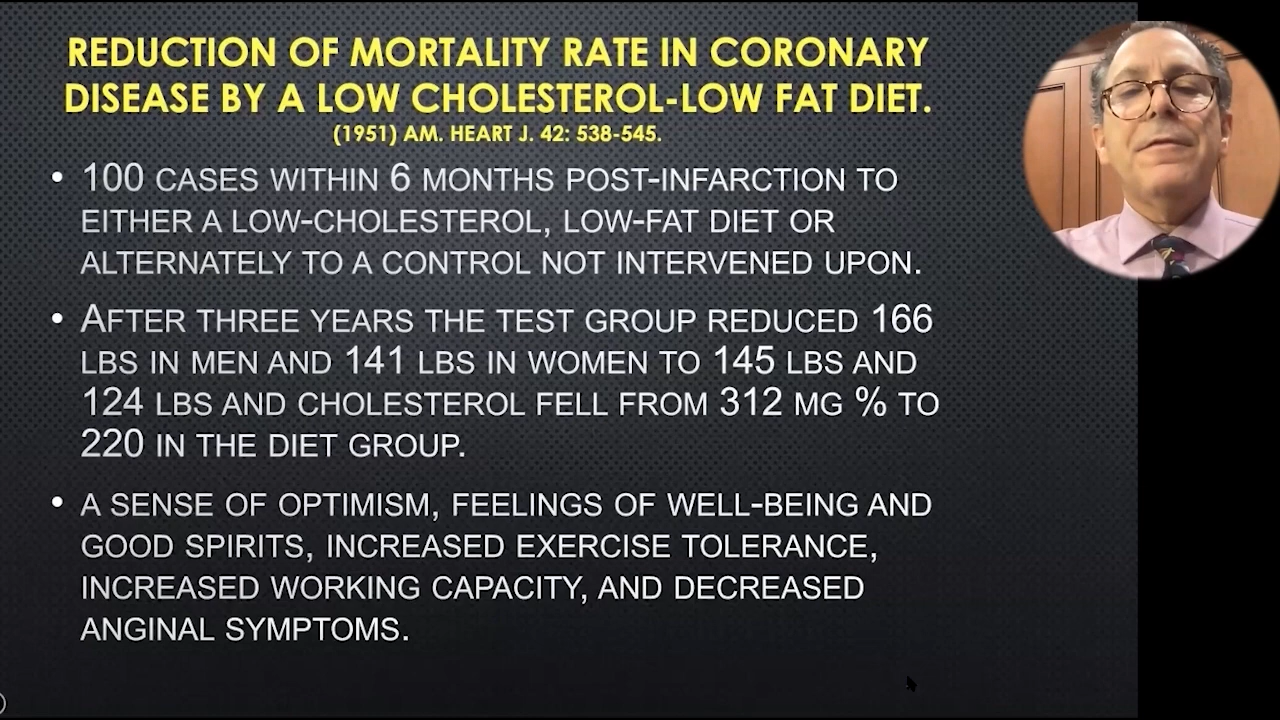 REDUCTION OF MORTALITY RATE IN CORONARY
DISEASE BY A LOW CHOLESTEROL-LOW FAT DIET.
(1951) AM. HEART J. 42: 538-545.
• 100 CASES WITHIN 6 MONTHS POST-INFARCTION TO
EITHER A LOW-CHOLESTEROL, LOW-FAT DIET OR
ALTERNATELY TO A CONTROL NOT INTERVENED UPON.
• AFTER THREE YEARS THE TEST GROUP REDUCED 166
LBS IN MEN AND 141 LBS IN WOMEN TO 145 LBS AND
124 LBS AND CHOLESTEROL FELL FROM 312 MG % TO
220 IN THE DIET GROUP.
• A SENSE OF OPTIMISM, FEELINGS OF WELL-BEING AND
GOOD SPIRITS, INCREASED EXERCISE TOLERANCE,
INCREASED WORKING CAPACITY, AND DECREASED
ANGINAL SYMPTOMS.